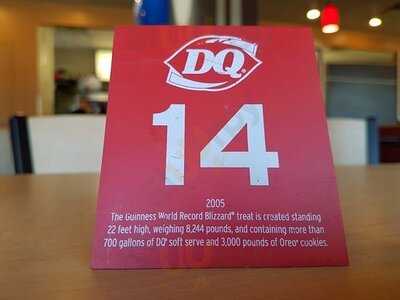 DQ®
14
2005
The Guinness World Record Blizzard® treat is created standing
22 feet high, weighing 8,244 pounds, and containing more than
700 gallons of DQ® soft serve and 3,000 pounds of Oreo® cookies.